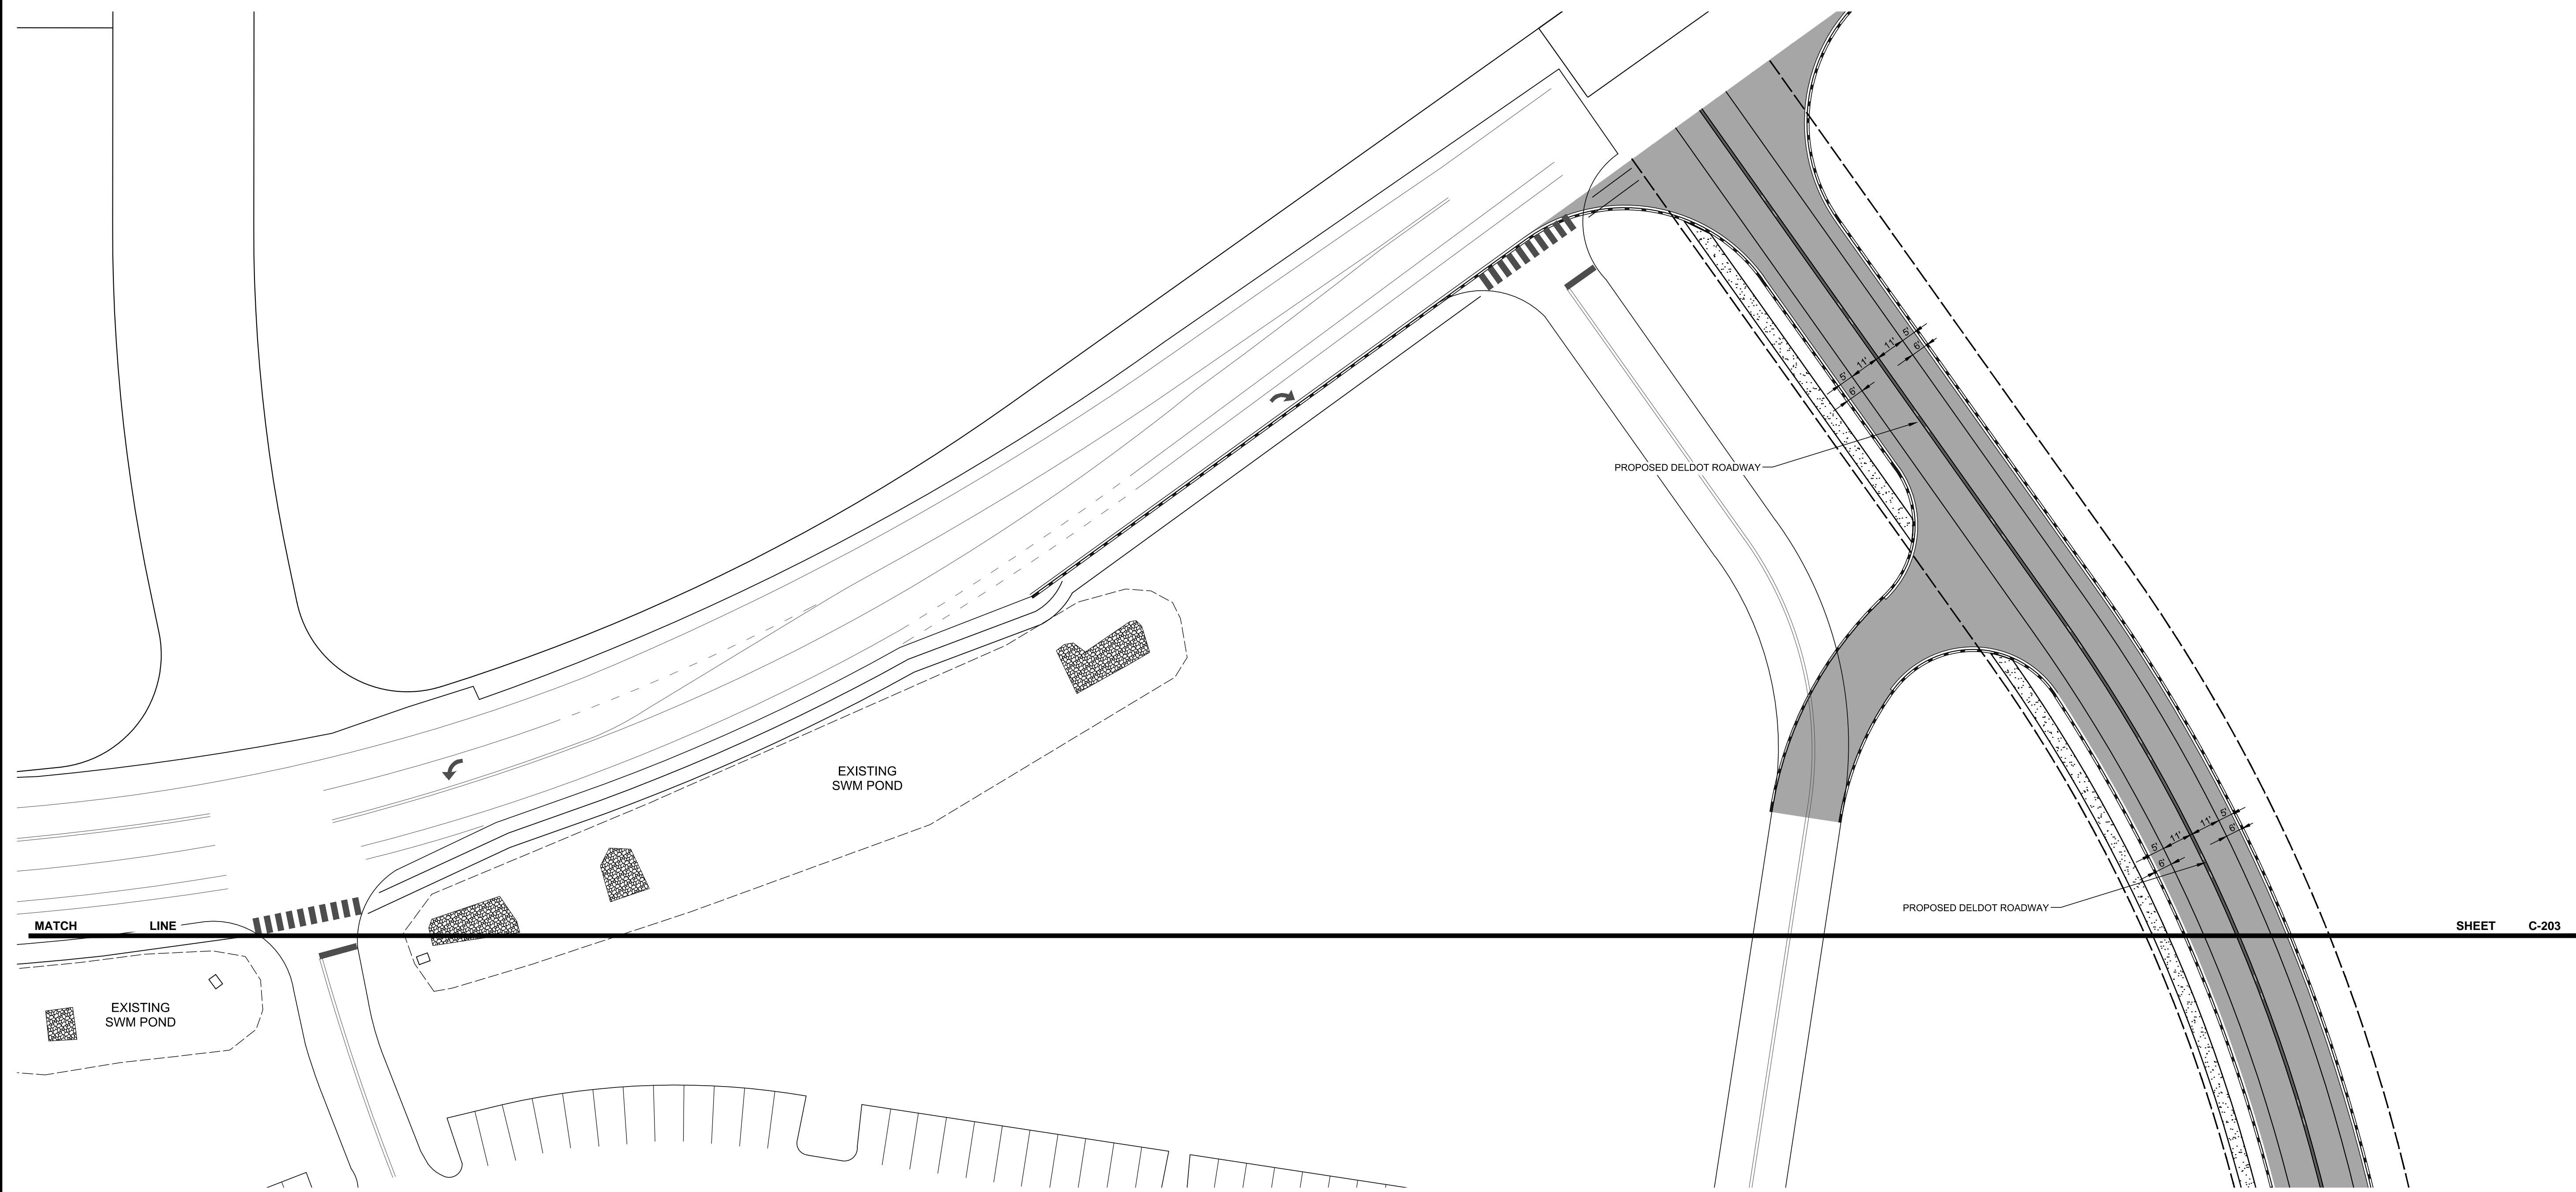 5'
11'
11'
5'
6'
6'
PROPOSED DELDOT ROADWAY
EXISTING
SWM POND
5'
11'
11'
5'
6'
6'
PROPOSED DELDOT ROADWAY
MATCH LINE
SHEET C-203
EXISTING
SWM POND